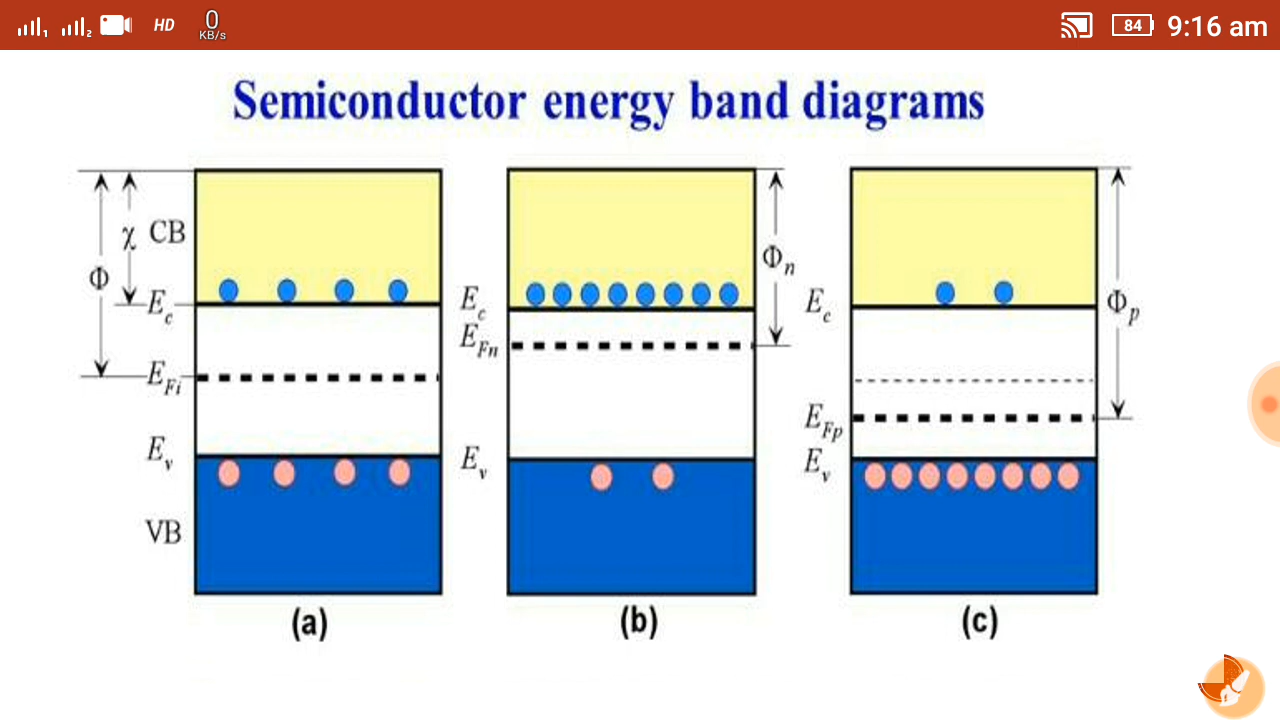 HD 0 KB/s 84 9:16 am
Semiconductor energy band diagrams
Φ χ CB
E_c
E_Fi
E_v
VB
(a)
E_c
E_Fn
E_v
Φ_n
(b)
E_c
E_Fp
E_v
Φ_p
(c)